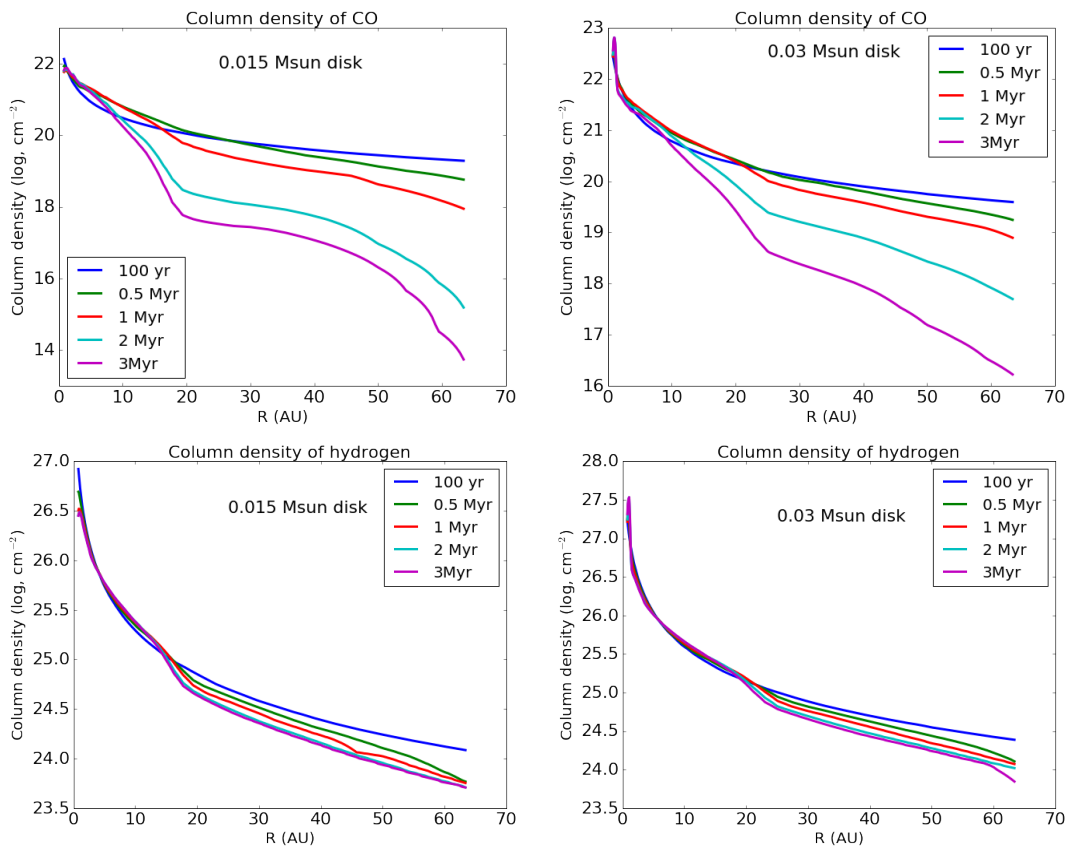 Column density of CO
0.015 Msun disk
Column density (log, cm⁻²)
22
20
18
16
14
100 yr
0.5 Myr
1 Myr
2 Myr
3Myr
0 10 20 30 40 50 60 70
R (AU)
Column density of CO
0.03 Msun disk
Column density (log, cm⁻²)
23
22
21
20
19
18
17
16
100 yr
0.5 Myr
1 Myr
2 Myr
3Myr
0 10 20 30 40 50 60 70
R (AU)
Column density of hydrogen
0.015 Msun disk
Column density (log, cm⁻²)
27.0
26.5
26.0
25.5
25.0
24.5
24.0
23.5
100 yr
0.5 Myr
1 Myr
2 Myr
3Myr
0 10 20 30 40 50 60 70
R (AU)
Column density of hydrogen
0.03 Msun disk
Column density (log, cm⁻²)
28.0
27.5
27.0
26.5
26.0
25.5
25.0
24.5
24.0
23.5
100 yr
0.5 Myr
1 Myr
2 Myr
3Myr
0 10 20 30 40 50 60 70
R (AU)